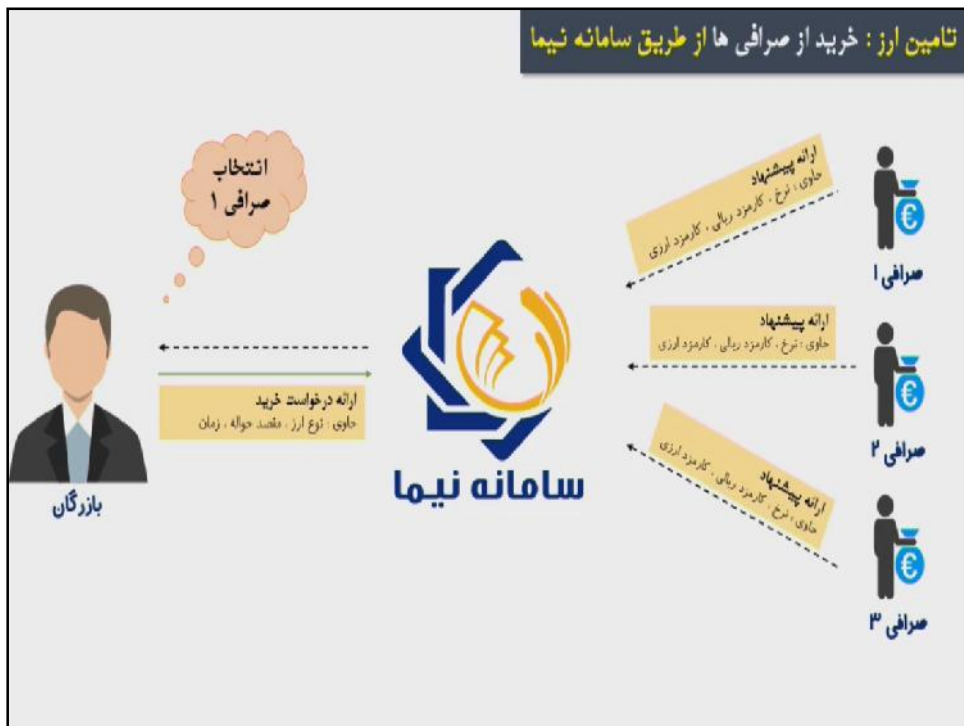 تامین ارز : خرید از صرافی ها از طریق سامانه نیما
ارائه پیشنهاد
حاوی : نرخ ، کارمزد ریالی ، کارمزد ارزی
صرافی ۱
انتخاب
صرافی ۱
ارائه پیشنهاد
حاوی : نرخ ، کارمزد ریالی ، کارمزد ارزی
صرافی ۲
ارائه درخواست خرید
حاوی : نوع ارز ، مقصد حواله ، زمان
سامانه نیما
بازرگان
ارائه پیشنهاد
حاوی : نرخ ، کارمزد ریالی ، کارمزد ارزی
صرافی ۳